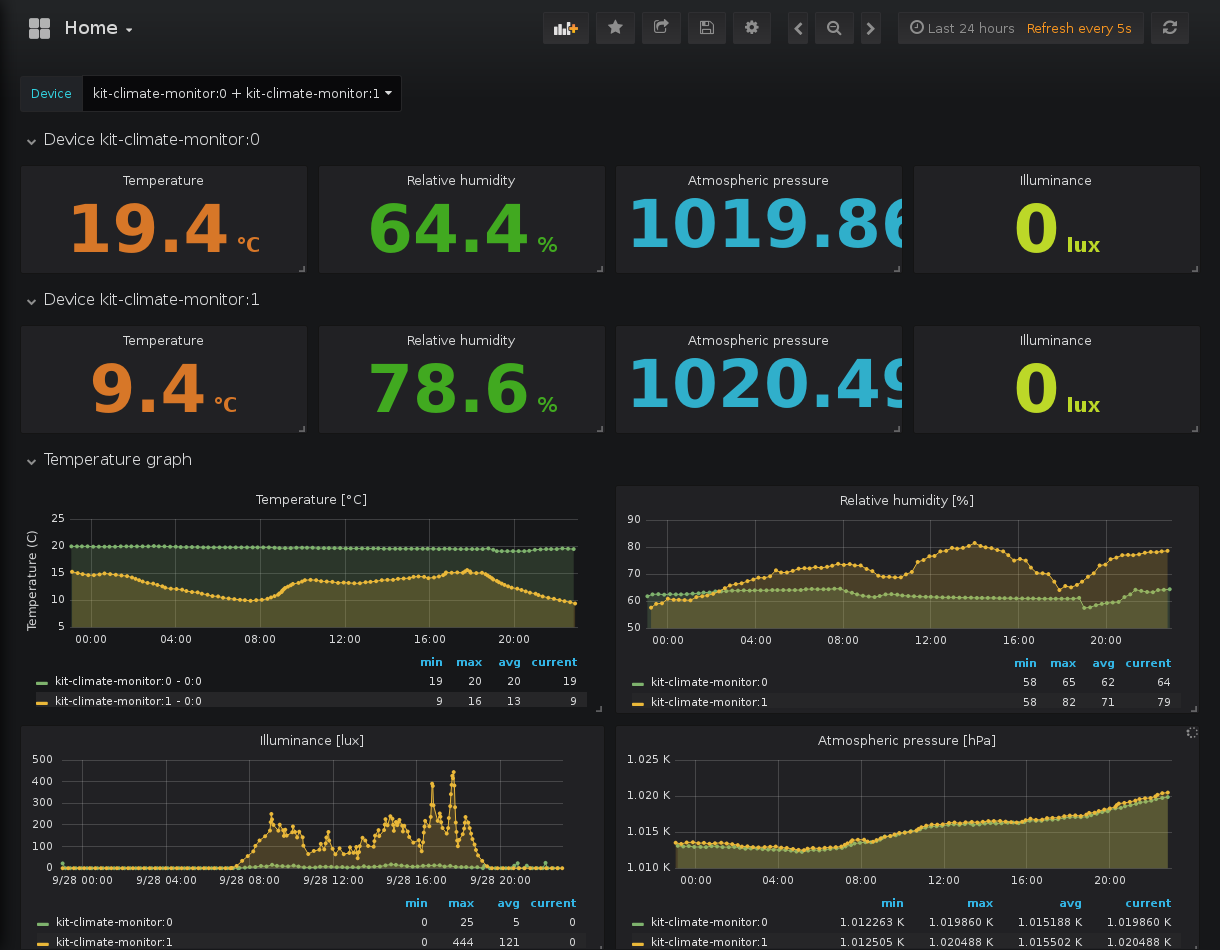 Home
Last 24 hours Refresh every 5s
Device kit-climate-monitor:0 + kit-climate-monitor:1
Device kit-climate-monitor:0
Temperature Relative humidity Atmospheric pressure Illuminance
19.4 °C 64.4 % 1019.86 0 lux
Device kit-climate-monitor:1
Temperature Relative humidity Atmospheric pressure Illuminance
9.4 °C 78.6 % 1020.49 0 lux
Temperature graph
Temperature [°C]
Temperature (C)
25
20
15
10
5
00:00 04:00 08:00 12:00 16:00 20:00
min max avg current
kit-climate-monitor:0 - 0:0 19 20 20 19
kit-climate-monitor:1 - 0:0 9 16 13 9
Relative humidity [%]
90
80
70
60
50
00:00 04:00 08:00 12:00 16:00 20:00
min max avg current
kit-climate-monitor:0 58 65 62 64
kit-climate-monitor:1 58 82 71 79
Illuminance [lux]
500
400
300
200
100
0
9/28 00:00 9/28 04:00 9/28 08:00 9/28 12:00 9/28 16:00 9/28 20:00
min max avg current
kit-climate-monitor:0 0 25 5 0
kit-climate-monitor:1 0 444 121 0
Atmospheric pressure [hPa]
1.025 K
1.020 K
1.015 K
1.010 K
00:00 04:00 08:00 12:00 16:00 20:00
min max avg current
kit-climate-monitor:0 1.012263 K 1.019860 K 1.015188 K 1.019860 K
kit-climate-monitor:1 1.012505 K 1.020488 K 1.015502 K 1.020488 K